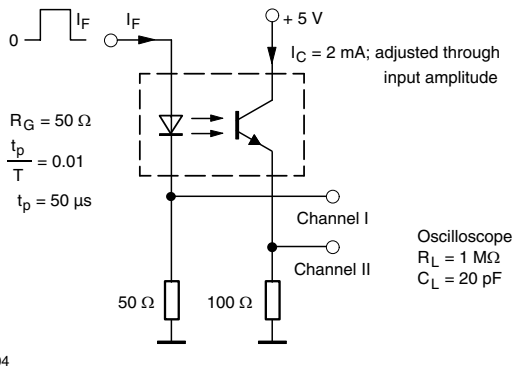 0
I_F
I_F
+ 5 V
I_C = 2 mA; adjusted through
input amplitude
R_G = 50 Ω
t_p
T
= 0.01
t_p = 50 μs
Channel I
Channel II
Oscilloscope
R_L = 1 MΩ
C_L = 20 pF
50 Ω
100 Ω